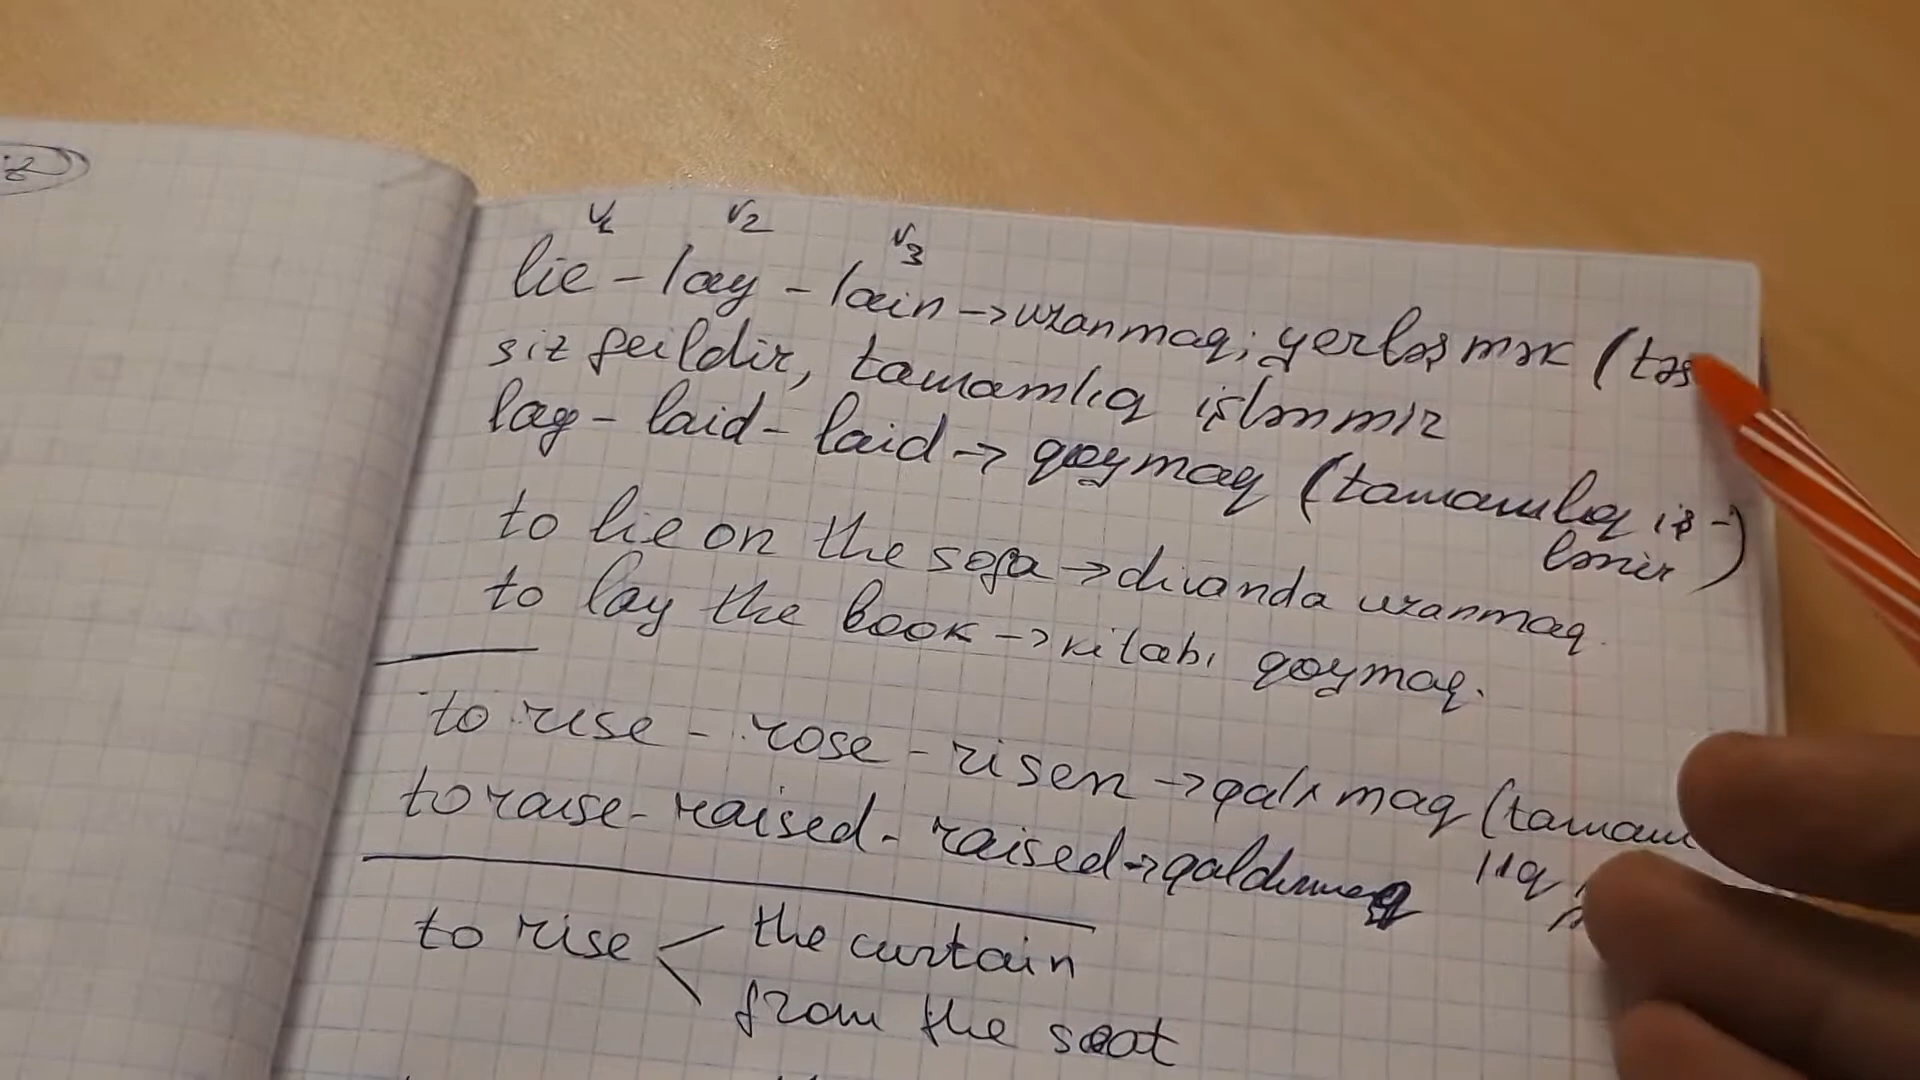 V1 V2 V3
lie - lay - lain → uzanmaq; yerləşmək (təs
siz feildir, tamamlıq işlənmir
lay - laid - laid → qoymaq (tamamlıq iş-
lənir)
to lie on the sofa → divanda uzanmaq.
to lay the book → kitabı qoymaq.
to rise - rose - risen → qalxmaq (tamam
lıq
to raise - raised - raised → qaldırmaq
to rise < the curtain
from the seat